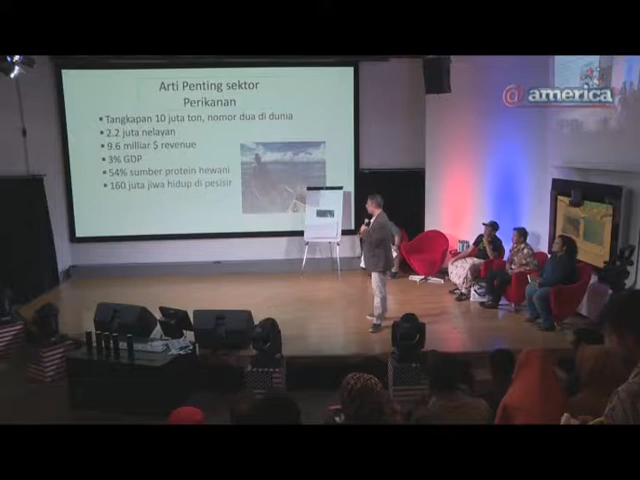 Arti Penting sektor
Perikanan
• Tangkapan 10 juta ton, nomor dua di dunia
• 2.2 juta nelayan
• 9.6 milliar $ revenue
• 3% GDP
• 54% sumber protein hewani
• 160 juta jiwa hidup di pesisir
@america